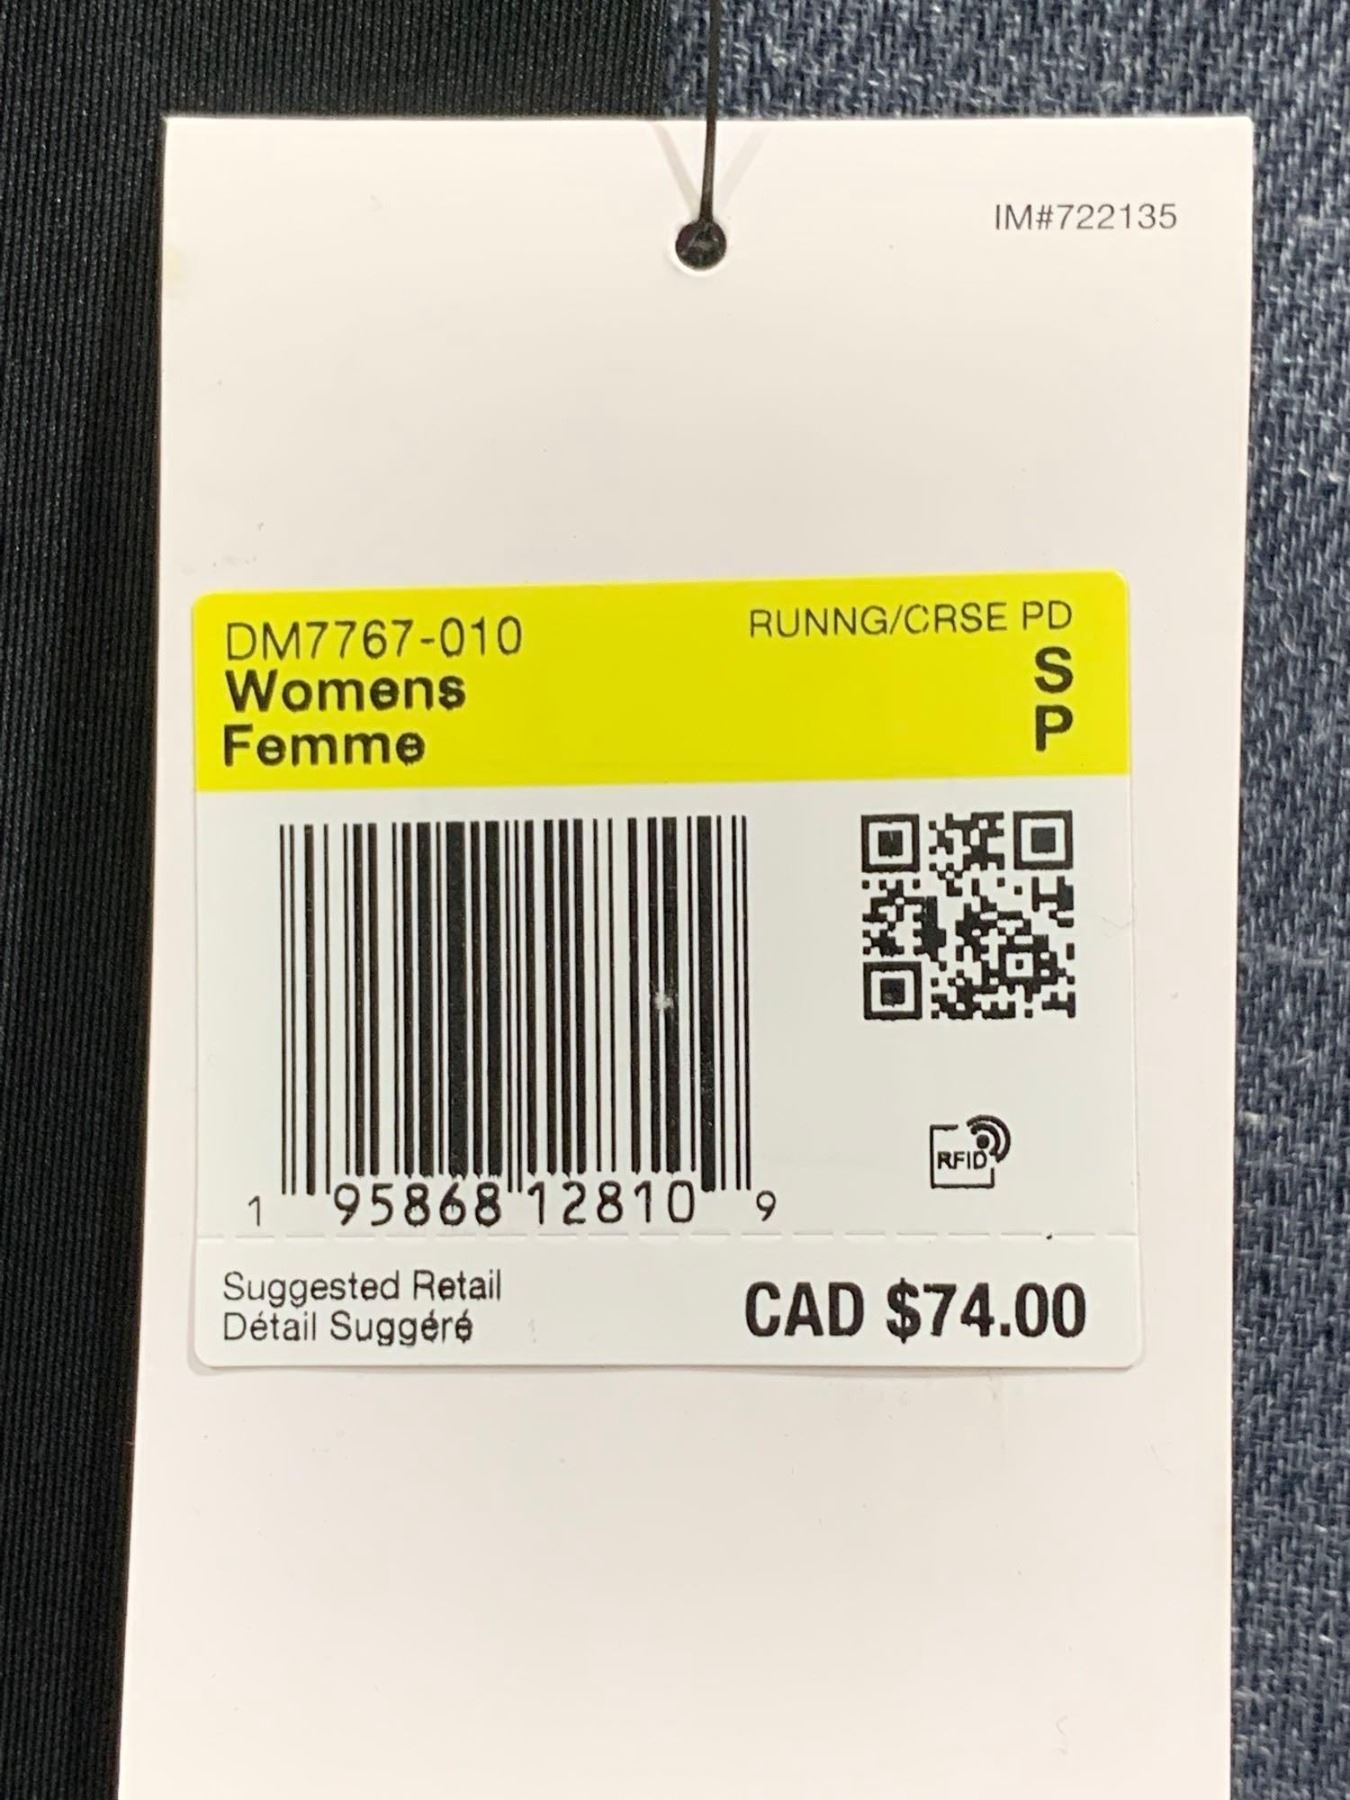 IM#722135
DM7767-010
RUNNG/CRSE PD
Womens
S
Femme
P
1 95868 12810 9
RFID
Suggested Retail
Détail Suggéré
CAD $74.00